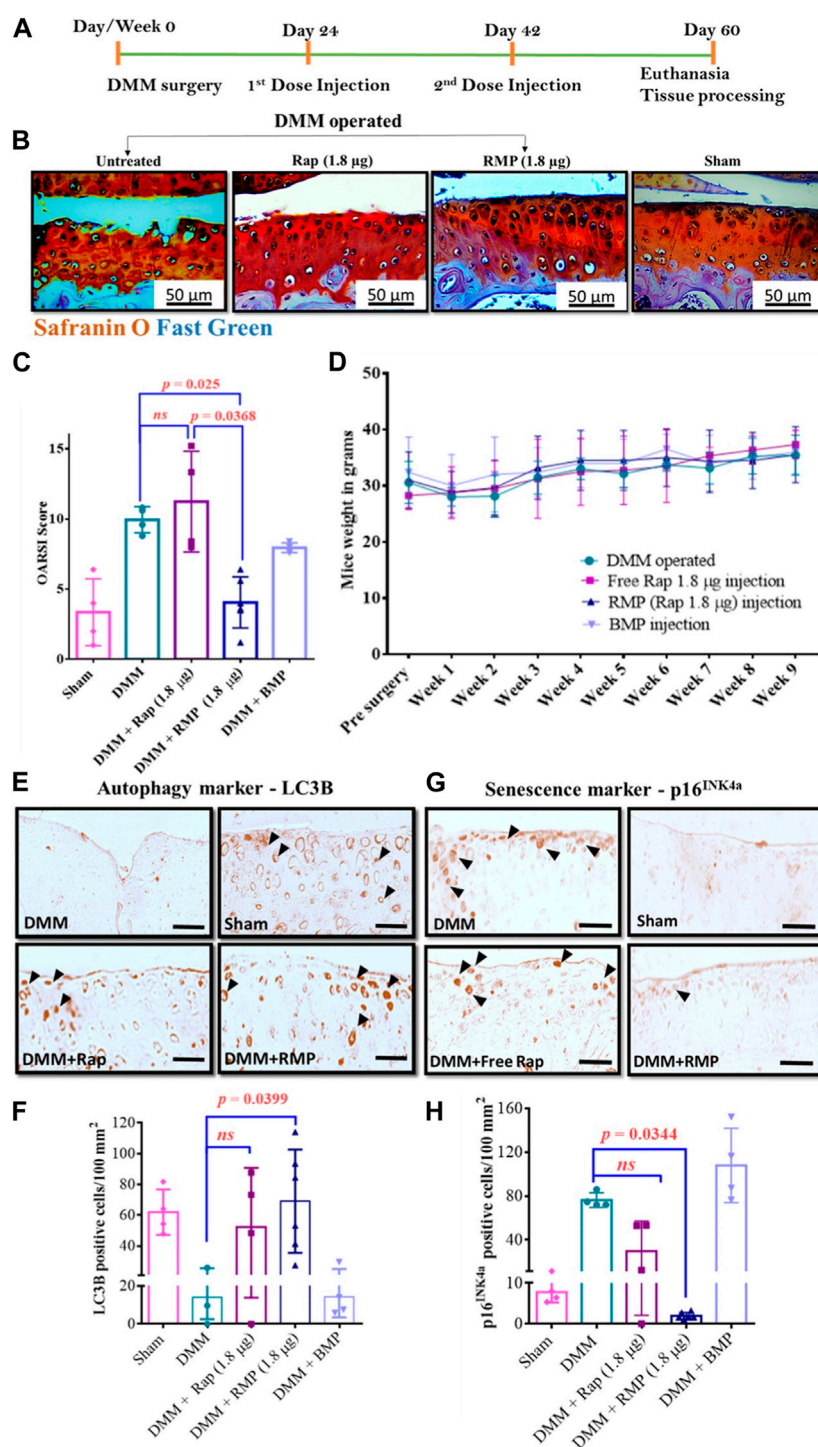 A
Day/Week 0
Day 24
Day 42
Day 60
DMM surgery
1st Dose Injection
2nd Dose Injection
Euthanasia
Tissue processing
DMM operated
B
Untreated
Rap (1.8 µg)
RMP (1.8 µg)
Sham
50 µm
50 µm
50 µm
50 µm
Safranin O Fast Green
C
p = 0.025
ns
p = 0.0368
OARSI Score
15
10
5
0
Sham
DMM
DMM + Rap (1.8 µg)
DMM + RMP (1.8 µg)
DMM + BMP
D
Mice weight in grams
50
40
30
20
10
0
DMM operated
Free Rap 1.8 µg injection
RMP (Rap 1.8 µg) injection
BMP injection
Pre surgery
Week 1
Week 2
Week 3
Week 4
Week 5
Week 6
Week 7
Week 8
Week 9
E
Autophagy marker - LC3B
DMM
Sham
DMM+Rap
DMM+RMP
G
Senescence marker - p16INK4a
DMM
Sham
DMM+Free Rap
DMM+RMP
F
p = 0.0399
ns
LC3B positive cells/100 mm2
120
100
80
60
40
20
0
Sham
DMM
DMM + Rap (1.8 µg)
DMM + RMP (1.8 µg)
DMM + BMP
H
p = 0.0344
ns
p16INK4a positive cells/100 mm2
160
120
80
40
10
0
Sham
DMM
DMM + Rap (1.8 µg)
DMM + RMP (1.8 µg)
DMM + BMP